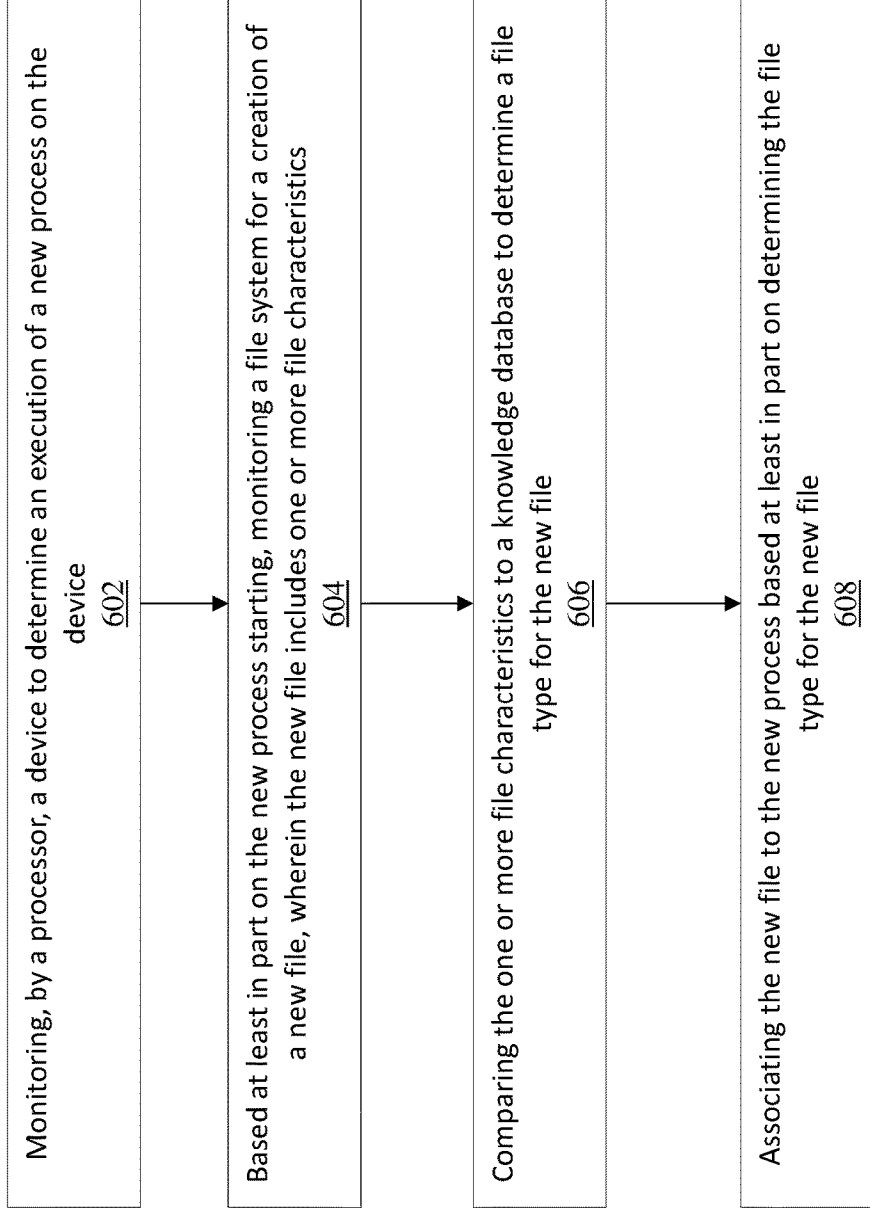 Monitoring, by a processor, a device to determine an execution of a new process on the
device
602
Based at least in part on the new process starting, monitoring a file system for a creation of
a new file, wherein the new file includes one or more file characteristics
604
Comparing the one or more file characteristics to a knowledge database to determine a file
type for the new file
606
Associating the new file to the new process based at least in part on determining the file
type for the new file
608